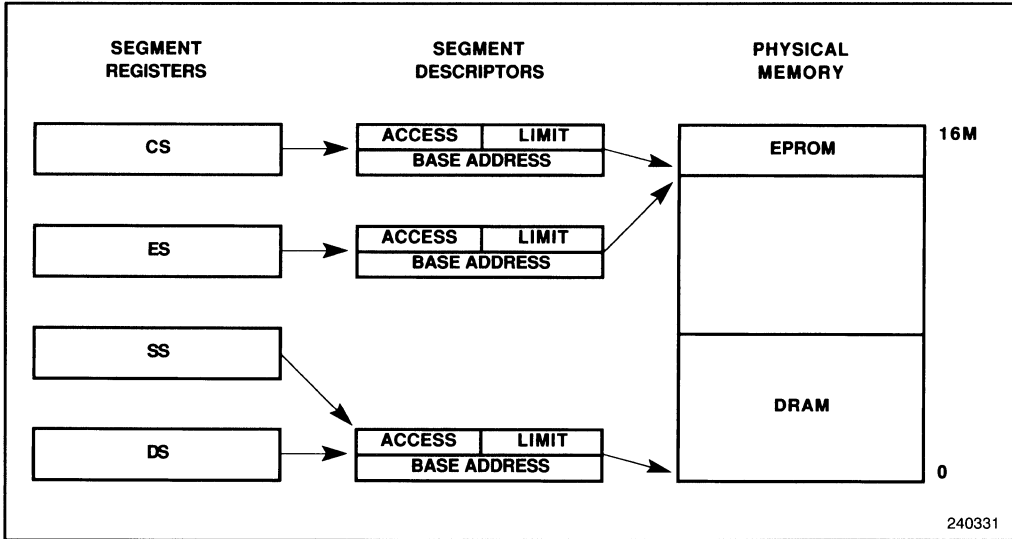 SEGMENT REGISTERS
SEGMENT DESCRIPTORS
PHYSICAL MEMORY
CS
ACCESS LIMIT
BASE ADDRESS
EPROM
16M
ES
ACCESS LIMIT
BASE ADDRESS
SS
DS
ACCESS LIMIT
BASE ADDRESS
DRAM
0
240331